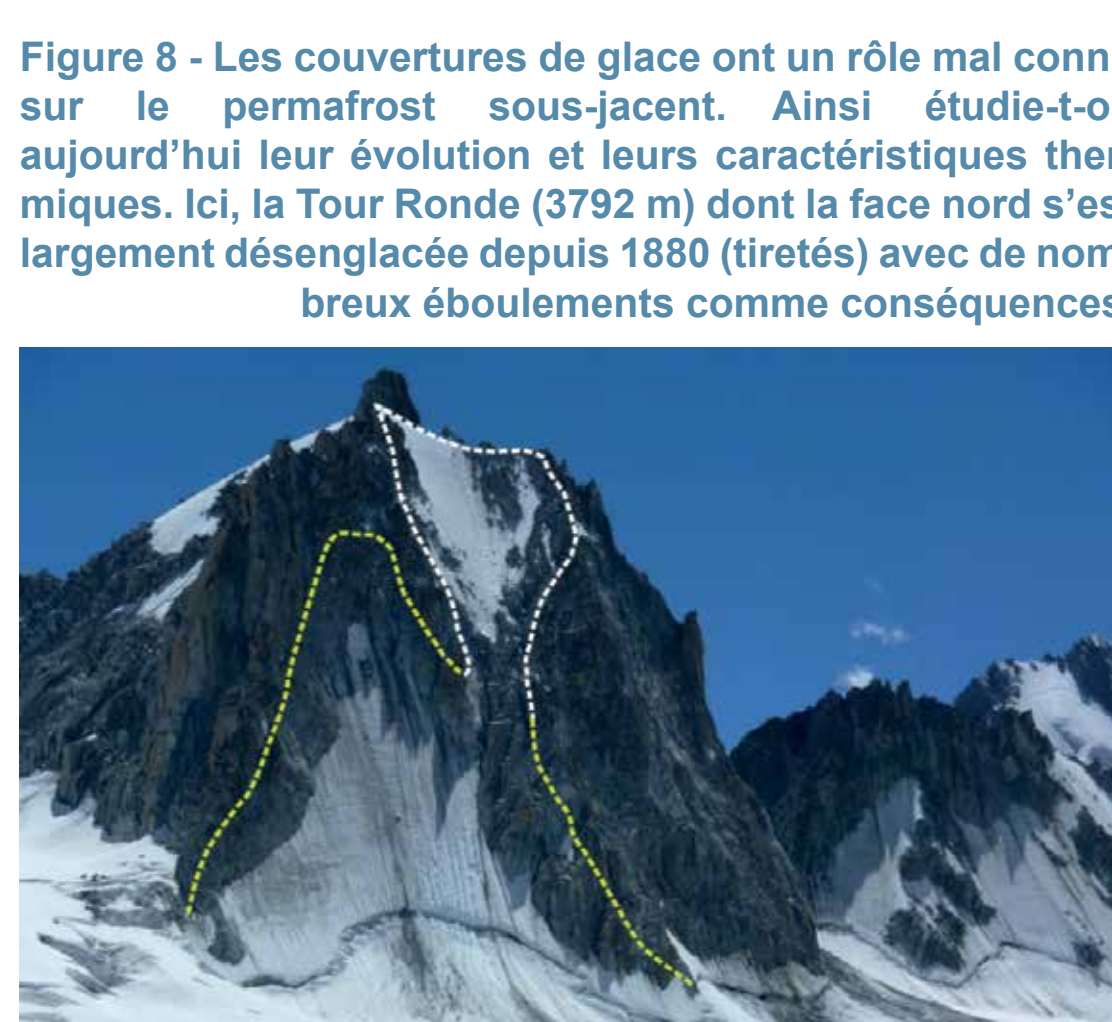 Figure 8 - Les couvertures de glace ont un rôle mal conn
sur le permafrost sous-jacent. Ainsi étudie-t-o
aujourd’hui leur évolution et leurs caractéristiques ther
miques. Ici, la Tour Ronde (3792 m) dont la face nord s’es
largement désenglacée depuis 1880 (tiretés) avec de nom
breux éboulements comme conséquences